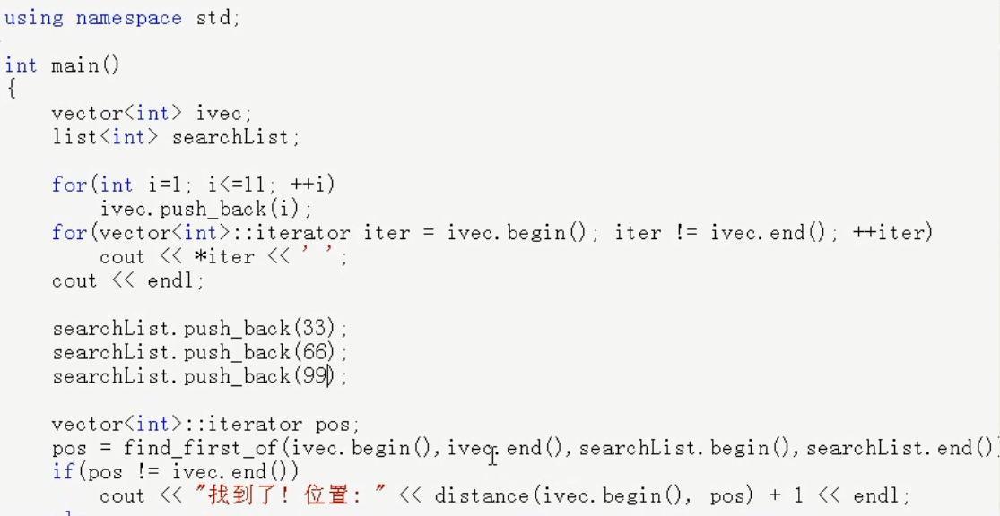 using namespace std;
int main()
{
    vector<int> ivec;
    list<int> searchList;
    for(int i=1; i<=11; ++i)
        ivec.push_back(i);
    for(vector<int>::iterator iter = ivec.begin(); iter != ivec.end(); ++iter)
        cout << *iter << ' ';
    cout << endl;
    searchList.push_back(33);
    searchList.push_back(66);
    searchList.push_back(99);
    vector<int>::iterator pos;
    pos = find_first_of(ivec.begin(),ivec.end(),searchList.begin(),searchList.end()
    if(pos != ivec.end())
        cout << "找到了! 位置: " << distance(ivec.begin(), pos) + 1 << endl;